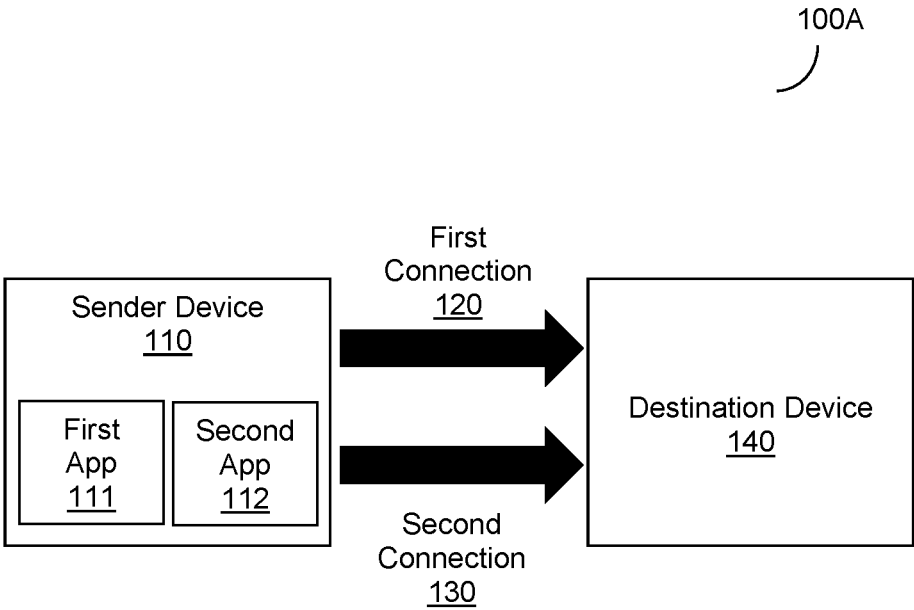 100A
First
Connection
120
Sender Device
110
First
App
111
Second
App
112
Destination Device
140
Second
Connection
130